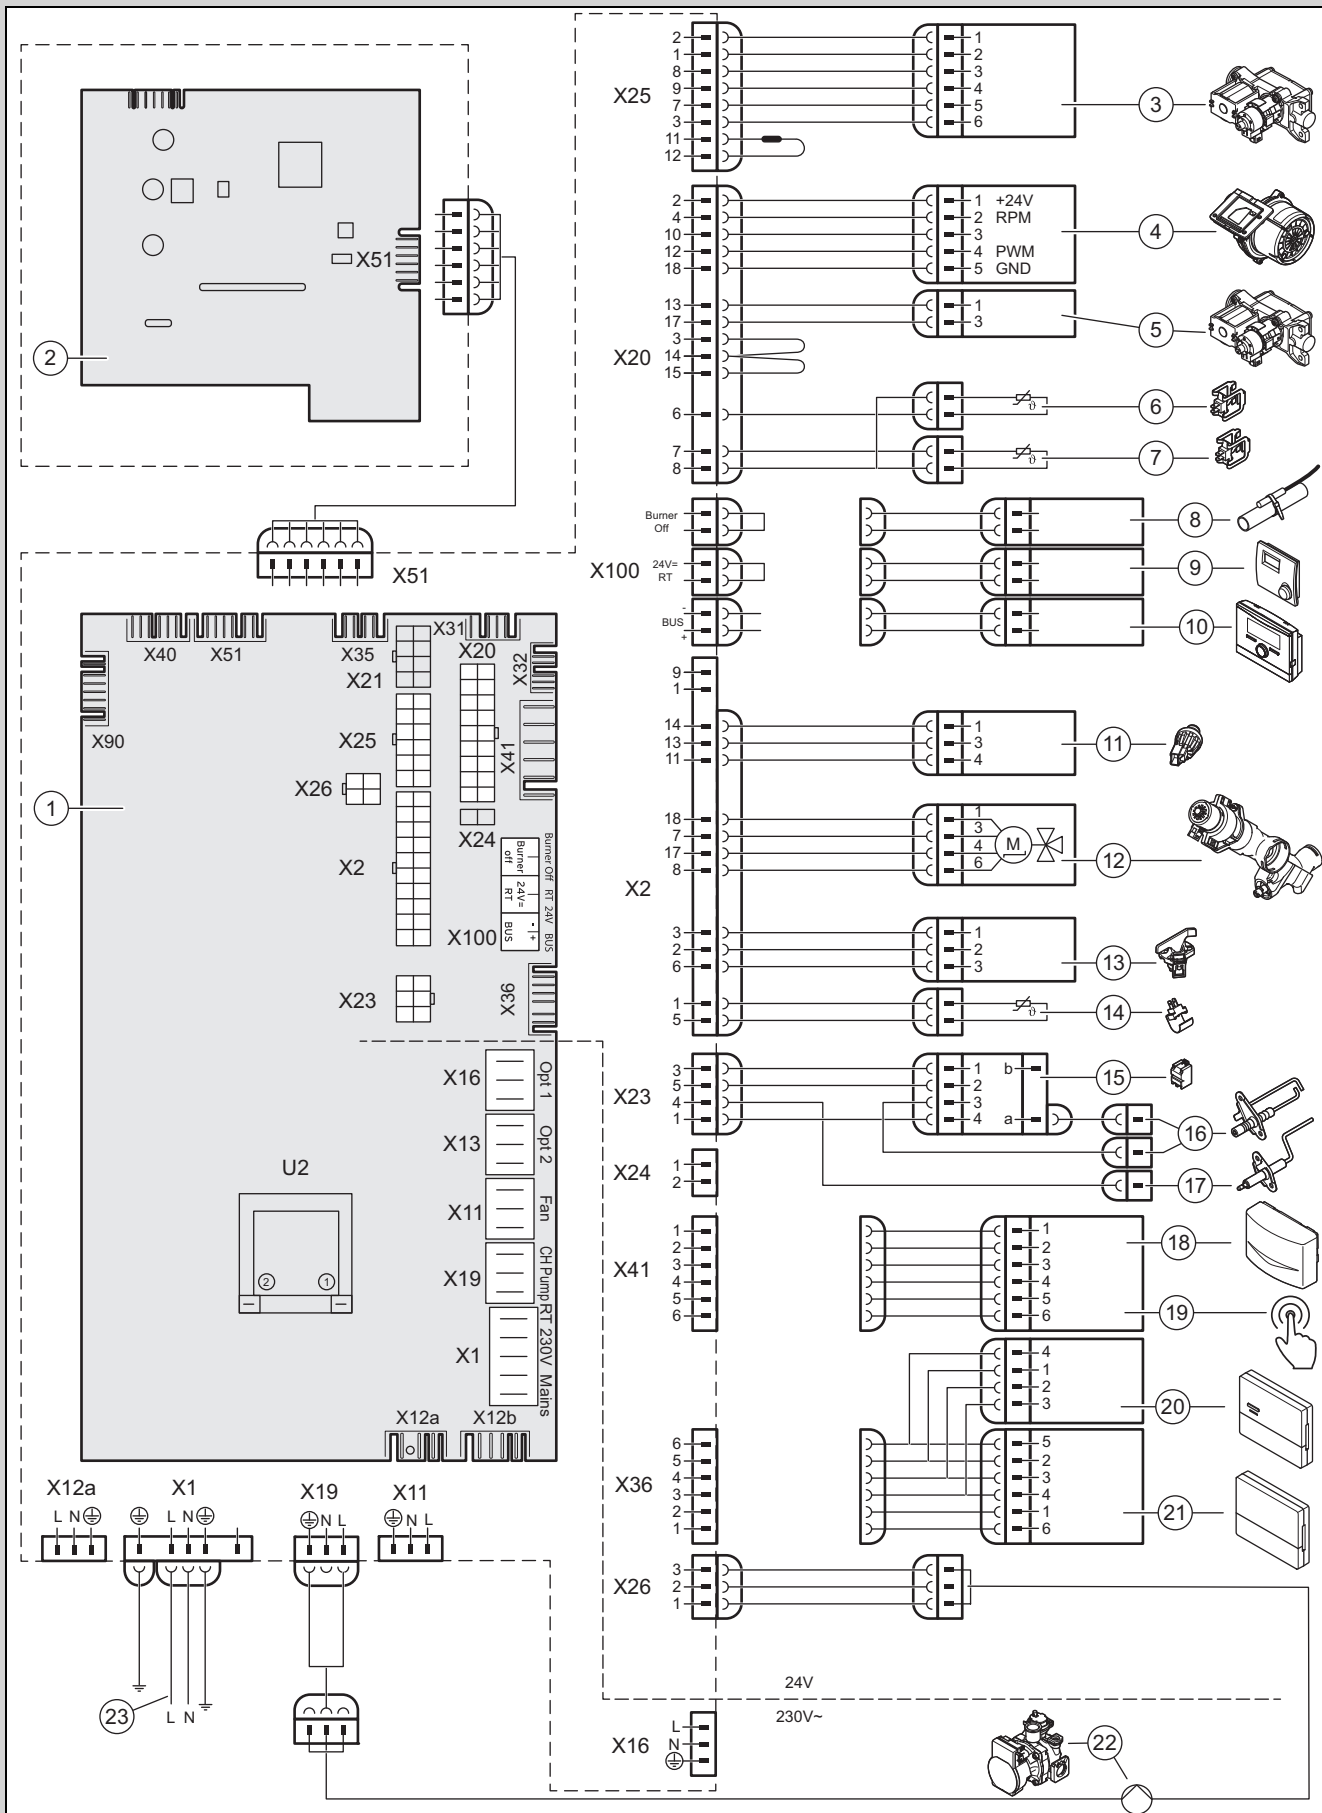 X25
2
1
8
9
7
3
11
12
1
2
3
4
5
6
3
X20
2
4
10
12
18
13
17
3
14
15
6
7
8
1 +24V
2 RPM
3
4 PWM
5 GND
4
1
3
5
ϑ
6
ϑ
7
X51
2
X51
X100
Burner
Off
24V=
RT
-
BUS
+
8
9
10
X40
X51
X35
X31
X21
X20
X32
X90
X25
X41
X26
X24
X2
X100
Burner
off
24V=
RT
BUS
- +
Burner Off RT 24V BUS
X23
X36
1
X16
Opt 1
X13
Opt 2
X11
Fan
X19
CH Pump
X1
RT 230V Mains
U2
2
1
X12a
X12b
X2
9
1
14
13
11
18
7
17
8
3
2
6
1
5
1
3
4
11
1
3
4
6
M
12
1
2
3
13
ϑ
14
X23
3
5
4
1
1
2
3
4
b
a
15
16
17
X24
1
2
X41
1
2
3
4
5
6
1
2
3
4
5
6
18
19
4
1
2
3
20
X36
6
5
4
3
2
1
5
2
3
4
1
6
21
X26
3
2
1
X12a
L N
X1
L N
X19
N L
X11
N L
23
L N
24V
230V~
X16
L
N
22